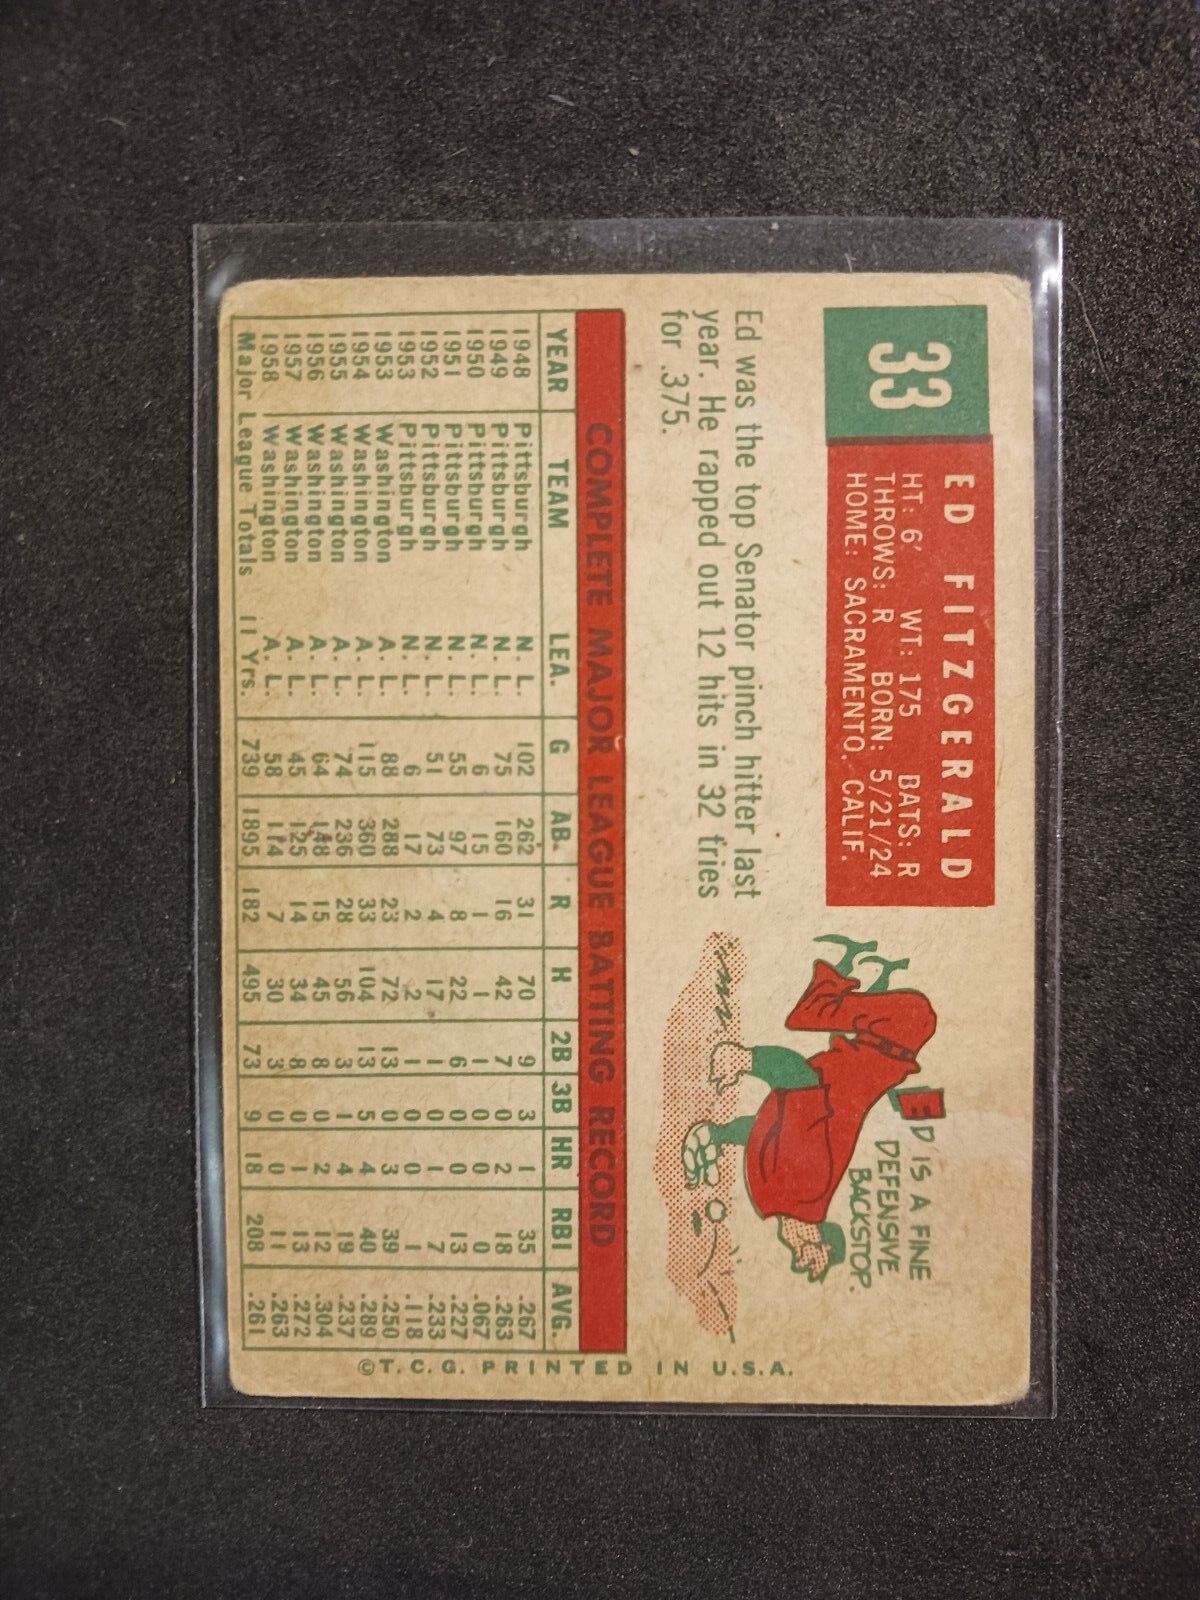 33
ED FITZGERALD
HT: 6' WT: 175 BATS: R
THROWS: R BORN: 5/21/24
HOME: SACRAMENTO, CALIF.
ED IS A FINE
DEFENSIVE
BACKSTOP.
Ed was the top Senator pinch hitter last
year. He rapped out 12 hits in 32 tries
for .375.
COMPLETE MAJOR LEAGUE BATTING RECORD
YEAR TEAM LEA. G AB. R H 2B 3B HR RBI AVG.
1948 Pittsburgh N. L. 102 262 31 70 9 3 1 35 .267
1949 Pittsburgh N. L. 75 160 16 42 7 0 2 18 .263
1950 Pittsburgh N. L. 6 15 1 1 1 0 0 0 .067
1951 Pittsburgh N. L. 55 97 8 22 6 0 0 13 .227
1952 Pittsburgh N. L. 51 73 4 17 1 0 1 7 .233
1953 Pittsburgh N. L. 6 17 2 2 1 0 0 1 .118
1953 Washington A. L. 88 288 23 72 13 0 3 39 .250
1954 Washington A. L. 115 360 33 104 13 5 4 40 .289
1955 Washington A. L. 74 236 28 56 3 1 4 19 .237
1956 Washington A. L. 64 148 15 45 8 0 2 12 .304
1957 Washington A. L. 45 125 14 34 8 0 1 13 .272
1958 Washington A. L. 58 114 7 30 3 0 0 11 .263
Major League Totals 11 Yrs. 739 1895 182 495 73 9 18 208 .261
©T.C.G. PRINTED IN U.S.A.